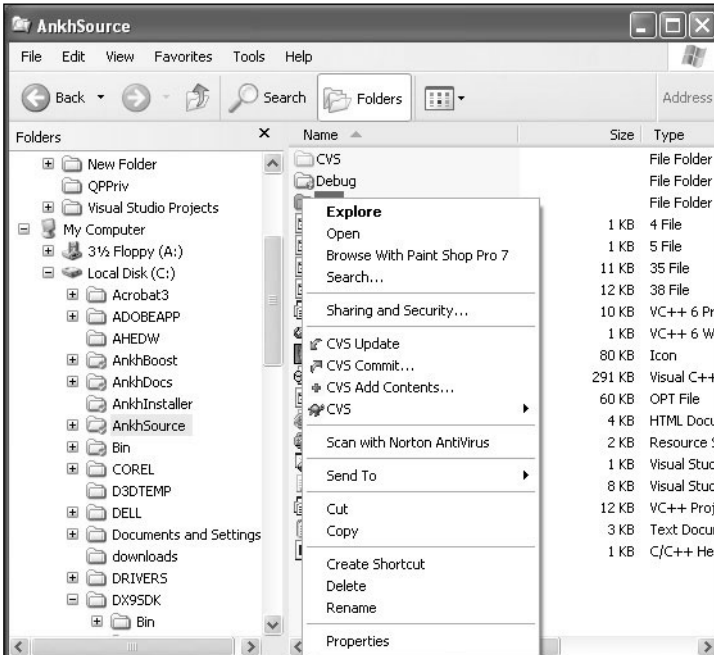 AnkhSource
File Edit View Favorites Tools Help
Back Search Folders Address
Folders
New Folder
QPPriv
Visual Studio Projects
My Computer
3½ Floppy (A:)
Local Disk (C:)
Acrobat3
ADOBEAPP
AHEDW
AnkhBoost
AnkhDocs
AnkhInstaller
AnkhSource
Bin
COREL
D3DTEMP
DELL
Documents and Settings
downloads
DRIVERS
DX9SDK
Bin
Name Size Type
CVS File Folder
Debug File Folder
File Folder
1 KB 4 File
1 KB 5 File
11 KB 35 File
12 KB 38 File
10 KB VC++ 6 Pr
1 KB VC++ 6 W
80 KB Icon
291 KB Visual C++
60 KB OPT File
4 KB HTML Docu
2 KB Resource S
1 KB Visual Stud
8 KB Visual Stud
12 KB VC++ Proj
3 KB Text Docum
1 KB C/C++ He
Explore
Open
Browse With Paint Shop Pro 7
Search...
Sharing and Security...
CVS Update
CVS Commit...
CVS Add Contents...
CVS
Scan with Norton AntiVirus
Send To
Cut
Copy
Create Shortcut
Delete
Rename
Properties